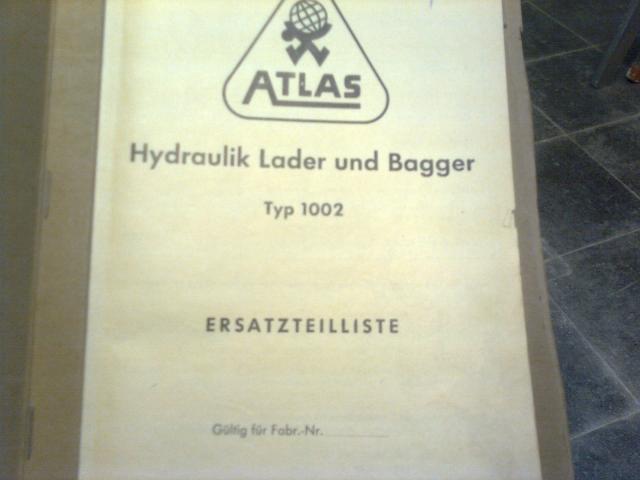 ATLAS
Hydraulik Lader und Bagger
Typ 1002
ERSATZTEILLISTE
Gültig für Fabr.-Nr.